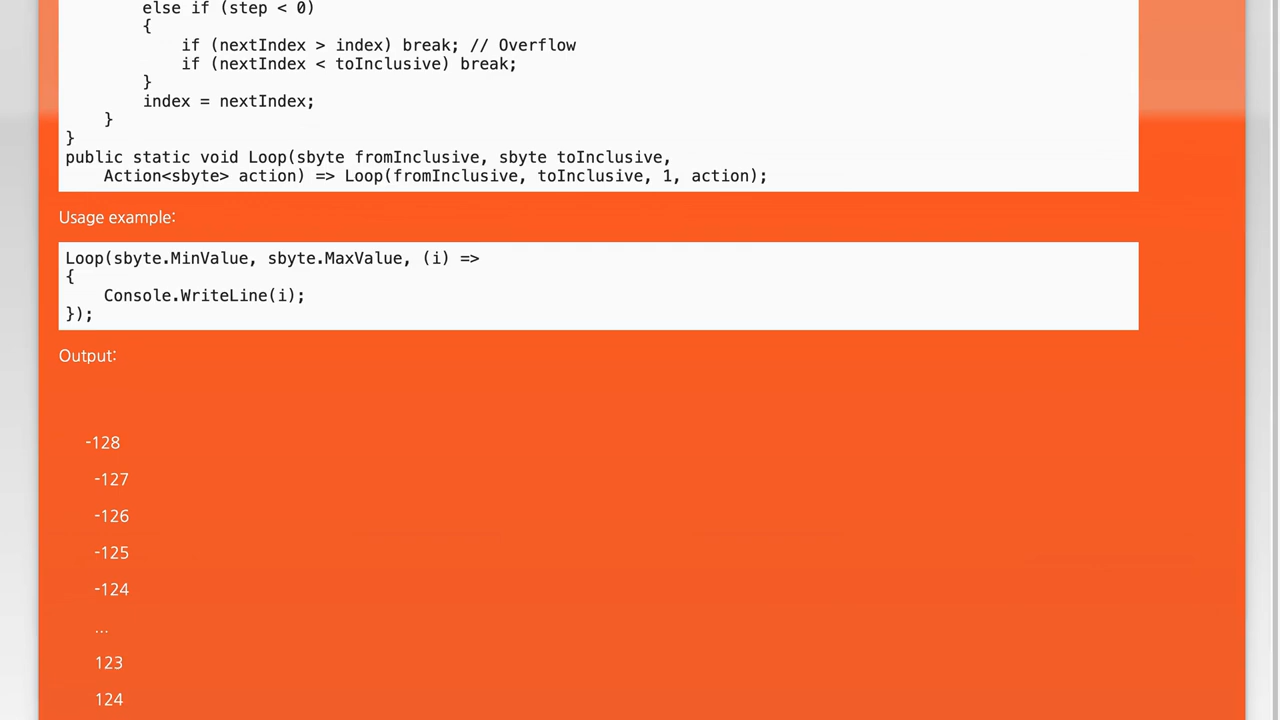 else if (step < 0)
{
if (nextIndex > index) break; // Overflow
if (nextIndex < toInclusive) break;
}
index = nextIndex;
}
}
public static void Loop(sbyte fromInclusive, sbyte toInclusive,
Action<sbyte> action) => Loop(fromInclusive, toInclusive, 1, action);
Usage example:
Loop(sbyte.MinValue, sbyte.MaxValue, (i) =>
{
Console.WriteLine(i);
});
Output:
-128
-127
-126
-125
-124
...
123
124